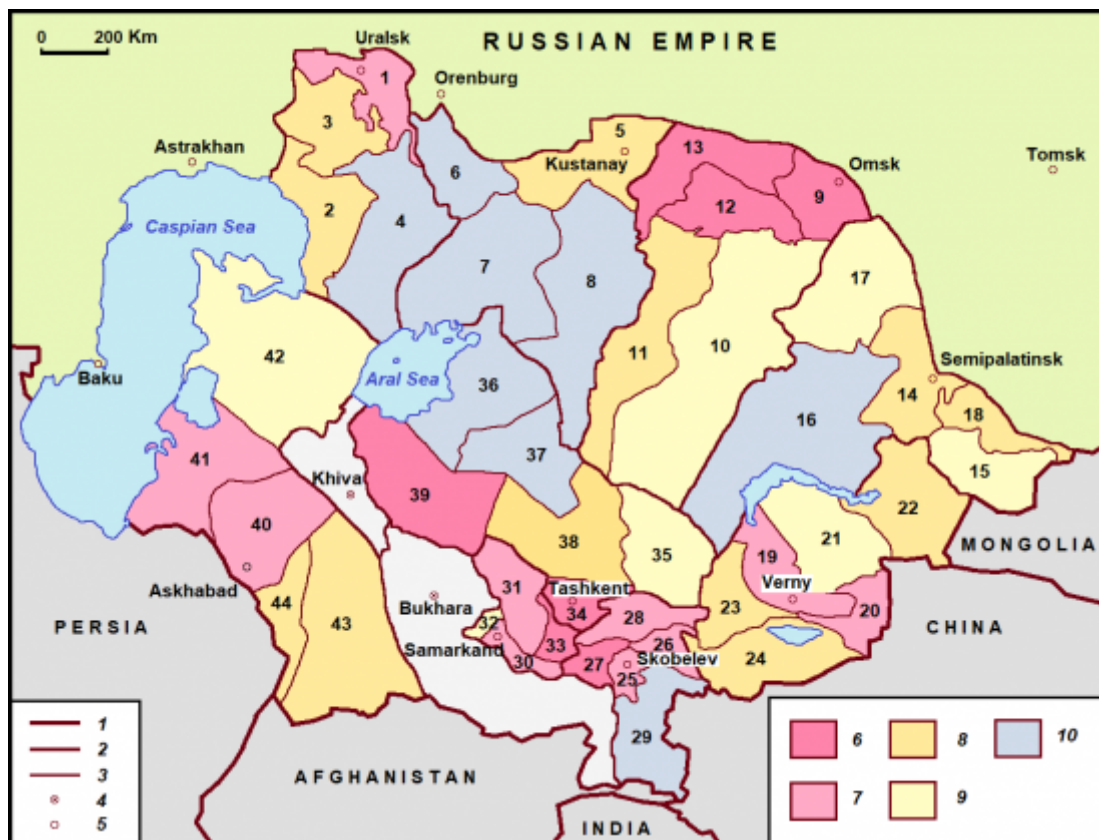 0 200 Km
RUSSIAN EMPIRE
Uralsk
1
Orenburg
3
5
13
Astrakhan
Kustanay
Omsk
Tomsk
6
9
12
2
4
Caspian Sea
7
8
17
10
42
11
Baku
Aral Sea
Semipalatinsk
36
14
18
16
41
37
15
Khiva
39
22
40
38
21
MONGOLIA
35
19
Askhabad
31
Tashkent
Verny
44
43
Bukhara
34
23
20
PERSIA
32
28
CHINA
Samarkand
33
26
30
27
Skobelev
24
25
29
AFGHANISTAN
INDIA
1
2
3
4
5
6
8
10
7
9